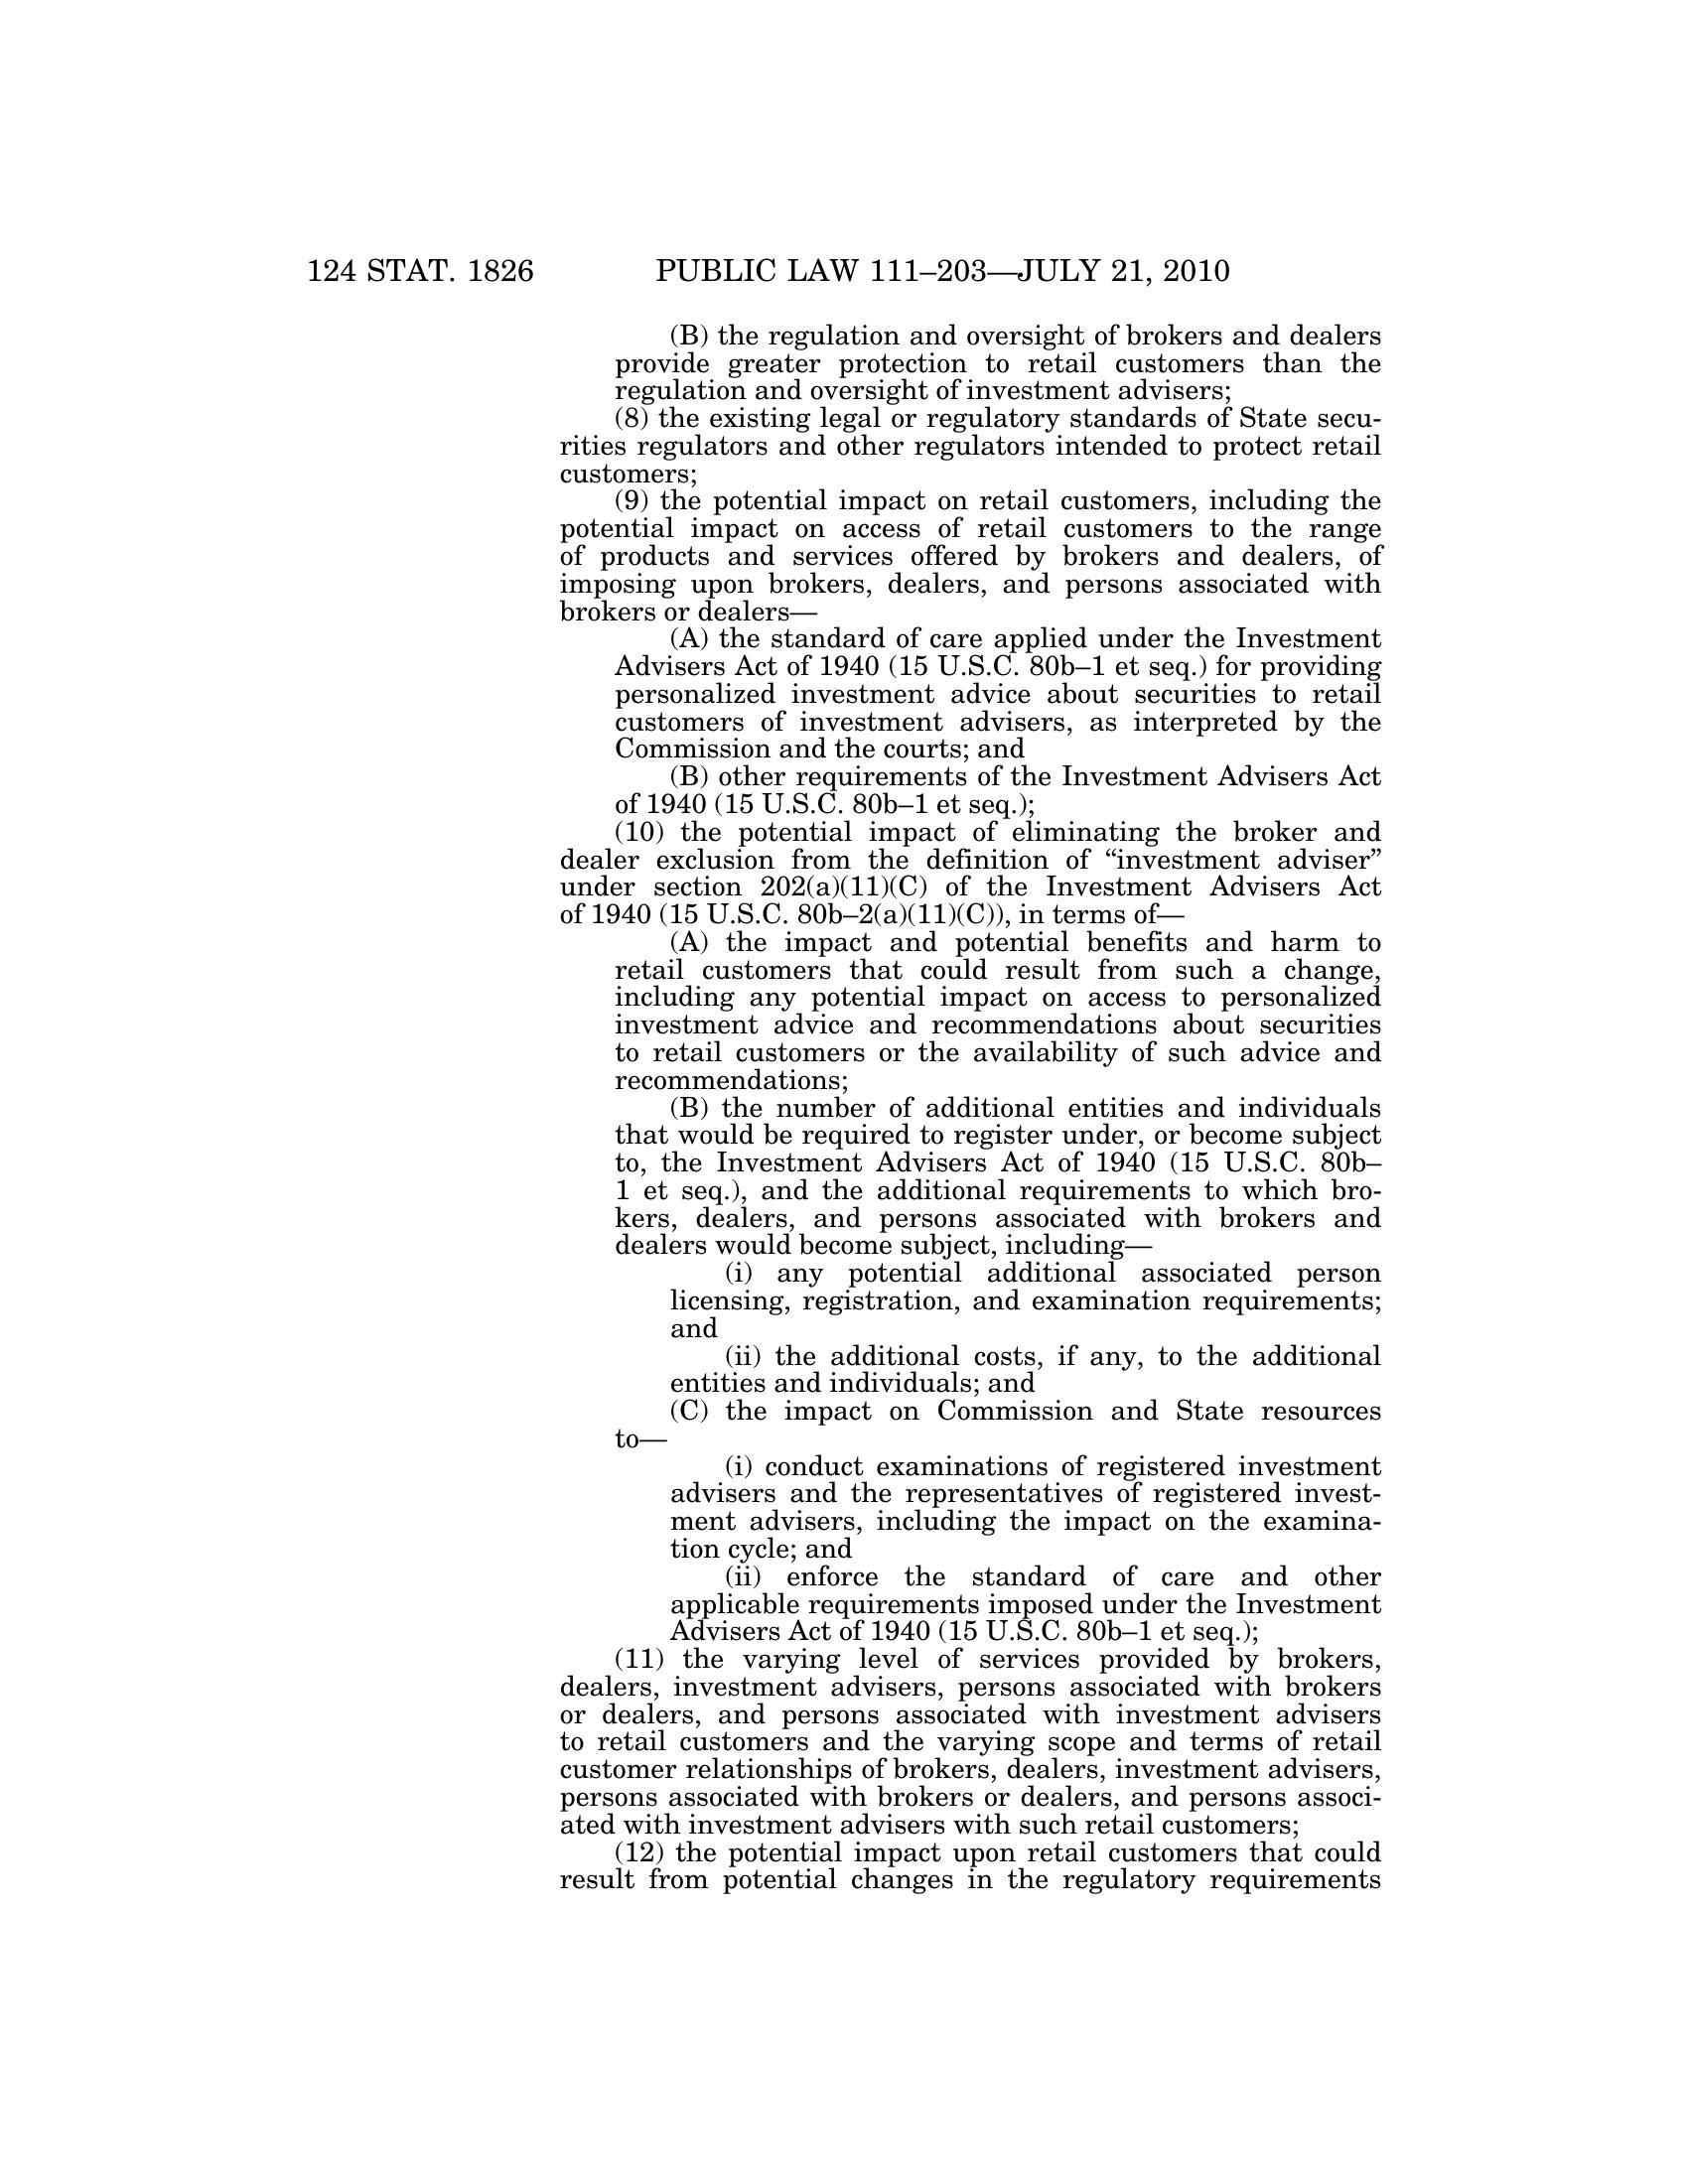 124 STAT. 1826 PUBLIC LAW 111–203—JULY 21, 2010
(B) the regulation and oversight of brokers and dealers
provide greater protection to retail customers than the
regulation and oversight of investment advisers;
(8) the existing legal or regulatory standards of State secu-
rities regulators and other regulators intended to protect retail
customers;
(9) the potential impact on retail customers, including the
potential impact on access of retail customers to the range
of products and services offered by brokers and dealers, of
imposing upon brokers, dealers, and persons associated with
brokers or dealers—
(A) the standard of care applied under the Investment
Advisers Act of 1940 (15 U.S.C. 80b–1 et seq.) for providing
personalized investment advice about securities to retail
customers of investment advisers, as interpreted by the
Commission and the courts; and
(B) other requirements of the Investment Advisers Act
of 1940 (15 U.S.C. 80b–1 et seq.);
(10) the potential impact of eliminating the broker and
dealer exclusion from the definition of “investment adviser”
under section 202(a)(11)(C) of the Investment Advisers Act
of 1940 (15 U.S.C. 80b–2(a)(11)(C)), in terms of—
(A) the impact and potential benefits and harm to
retail customers that could result from such a change,
including any potential impact on access to personalized
investment advice and recommendations about securities
to retail customers or the availability of such advice and
recommendations;
(B) the number of additional entities and individuals
that would be required to register under, or become subject
to, the Investment Advisers Act of 1940 (15 U.S.C. 80b–
1 et seq.), and the additional requirements to which bro-
kers, dealers, and persons associated with brokers and
dealers would become subject, including—
(i) any potential additional associated person
licensing, registration, and examination requirements;
and
(ii) the additional costs, if any, to the additional
entities and individuals; and
(C) the impact on Commission and State resources
to—
(i) conduct examinations of registered investment
advisers and the representatives of registered invest-
ment advisers, including the impact on the examina-
tion cycle; and
(ii) enforce the standard of care and other
applicable requirements imposed under the Investment
Advisers Act of 1940 (15 U.S.C. 80b–1 et seq.);
(11) the varying level of services provided by brokers,
dealers, investment advisers, persons associated with brokers
or dealers, and persons associated with investment advisers
to retail customers and the varying scope and terms of retail
customer relationships of brokers, dealers, investment advisers,
persons associated with brokers or dealers, and persons associ-
ated with investment advisers with such retail customers;
(12) the potential impact upon retail customers that could
result from potential changes in the regulatory requirements